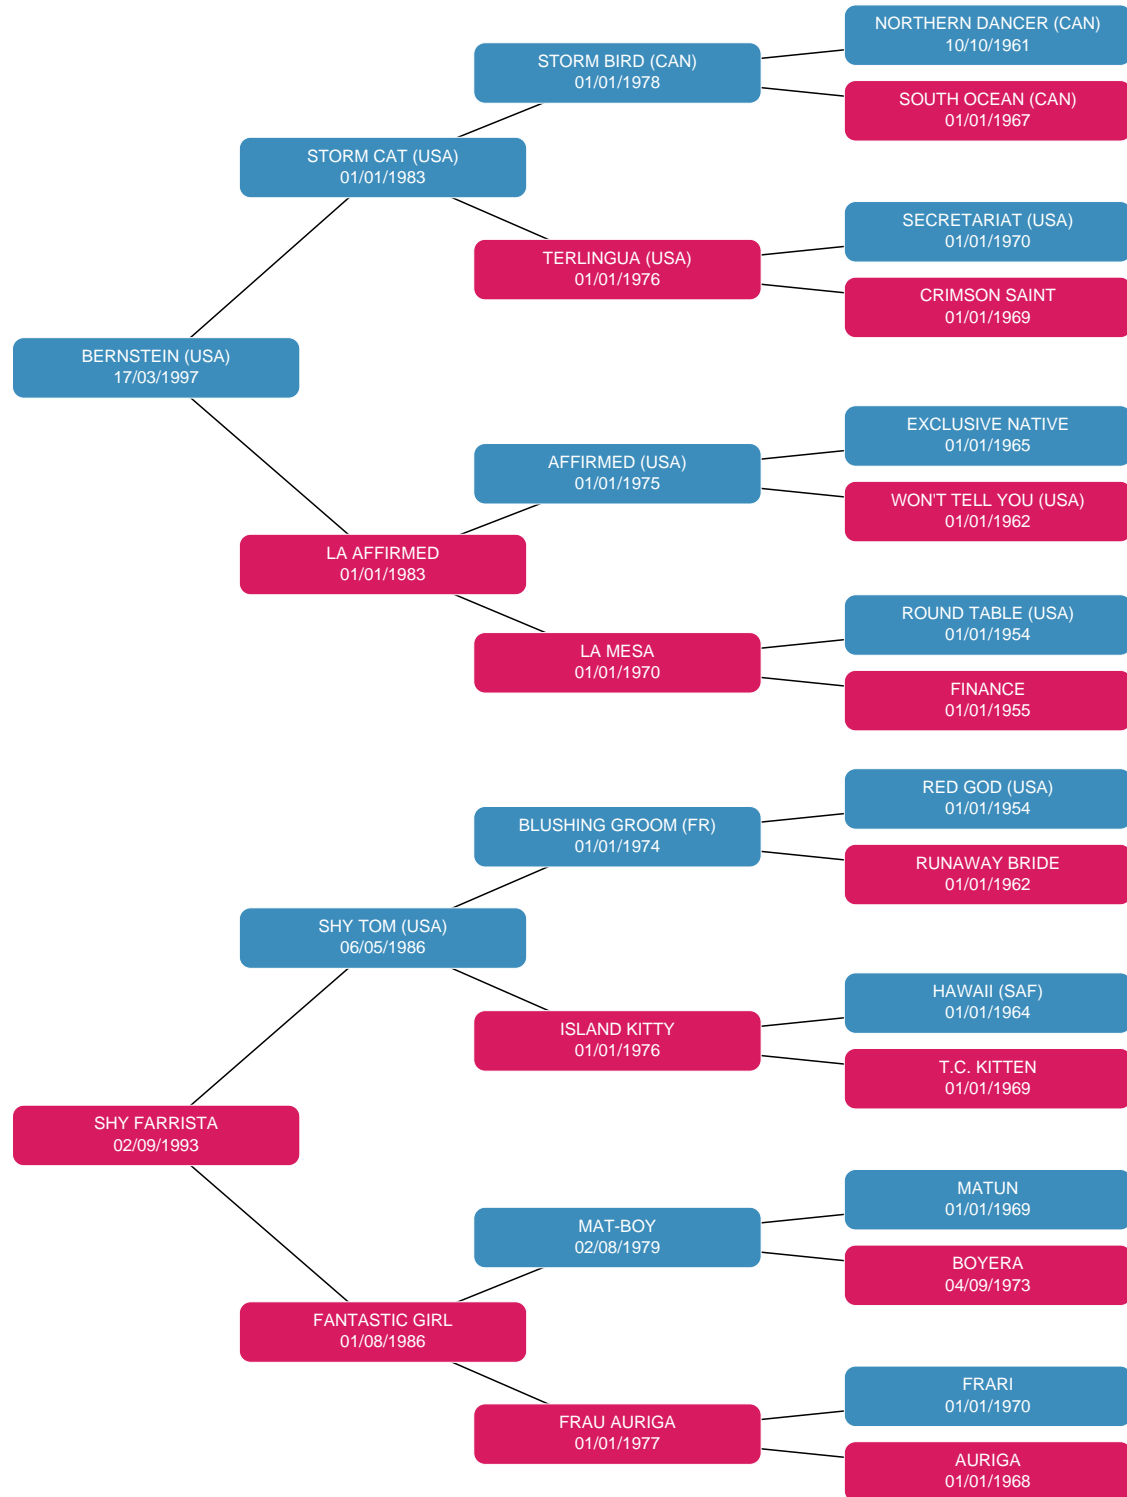 NORTHERN DANCER (CAN)
10/10/1961
STORM BIRD (CAN)
01/01/1978
SOUTH OCEAN (CAN)
01/01/1967
STORM CAT (USA)
01/01/1983
SECRETARIAT (USA)
01/01/1970
TERLINGUA (USA)
01/01/1976
CRIMSON SAINT
01/01/1969
BERNSTEIN (USA)
17/03/1997
EXCLUSIVE NATIVE
01/01/1965
AFFIRMED (USA)
01/01/1975
WON'T TELL YOU (USA)
01/01/1962
LA AFFIRMED
01/01/1983
ROUND TABLE (USA)
01/01/1954
LA MESA
01/01/1970
FINANCE
01/01/1955
RED GOD (USA)
01/01/1954
BLUSHING GROOM (FR)
01/01/1974
RUNAWAY BRIDE
01/01/1962
SHY TOM (USA)
06/05/1986
HAWAII (SAF)
01/01/1964
ISLAND KITTY
01/01/1976
T.C. KITTEN
01/01/1969
SHY FARRISTA
02/09/1993
MATUN
01/01/1969
MAT-BOY
02/08/1979
BOYERA
04/09/1973
FANTASTIC GIRL
01/08/1986
FRARI
01/01/1970
FRAU AURIGA
01/01/1977
AURIGA
01/01/1968